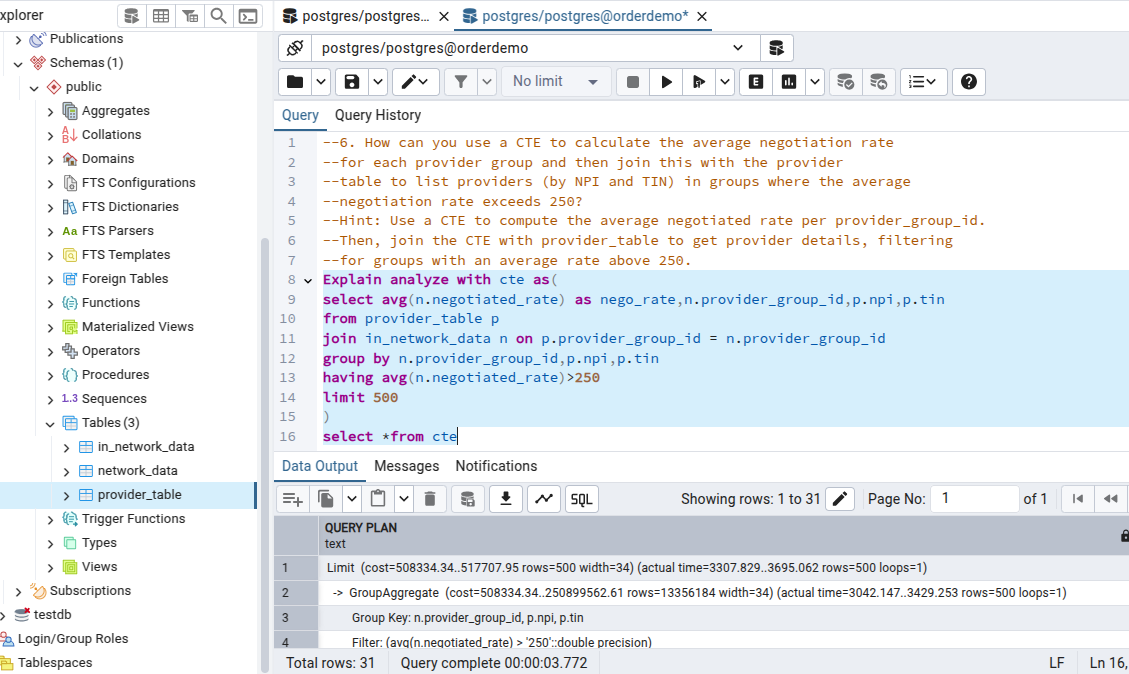 xplorer
Publications
Schemas (1)
public
Aggregates
Collations
Domains
FTS Configurations
FTS Dictionaries
Aa FTS Parsers
FTS Templates
Foreign Tables
Functions
Materialized Views
Operators
Procedures
1.3 Sequences
Tables (3)
in_network_data
network_data
provider_table
Trigger Functions
Types
Views
Subscriptions
testdb
Login/Group Roles
Tablespaces
postgres/postgres...
postgres/postgres@orderdemo*
postgres/postgres@orderdemo
No limit
E
Query Query History
1 --6. How can you use a CTE to calculate the average negotiation rate
2 --for each provider group and then join this with the provider
3 --table to list providers (by NPI and TIN) in groups where the average
4 --negotiation rate exceeds 250?
5 --Hint: Use a CTE to compute the average negotiated rate per provider_group_id.
6 --Then, join the CTE with provider_table to get provider details, filtering
7 --for groups with an average rate above 250.
8 Explain analyze with cte as(
9 select avg(n.negotiated_rate) as nego_rate,n.provider_group_id,p.npi,p.tin
10 from provider_table p
11 join in_network_data n on p.provider_group_id = n.provider_group_id
12 group by n.provider_group_id,p.npi,p.tin
13 having avg(n.negotiated_rate)>250
14 limit 500
15 )
16 select *from cte
Data Output Messages Notifications
SQL
Showing rows: 1 to 31
Page No: 1 of 1
QUERY PLAN
text
1 Limit (cost=508334.34..517707.95 rows=500 width=34) (actual time=3307.829..3695.062 rows=500 loops=1)
2 -> GroupAggregate (cost=508334.34..250899562.61 rows=13356184 width=34) (actual time=3042.147..3429.253 rows=500 loops=1)
3 Group Key: n.provider_group_id, p.npi, p.tin
4 Filter: (avg(n.negotiated_rate) > '250'::double precision)
Total rows: 31 Query complete 00:00:03.772
LF Ln 16,